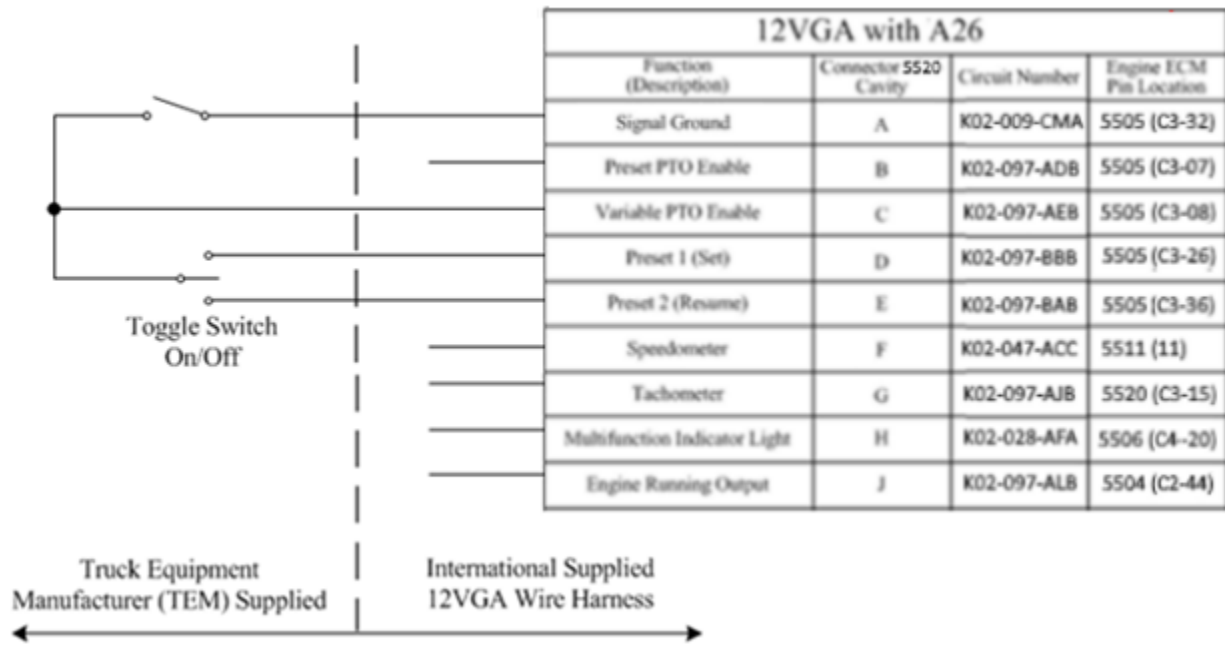 12VGA with A26
Function
(Description)
Connector 5520
Cavity
Circuit Number
Engine ECM
Pin Location
Signal Ground A K02-009-CMA 5505 (C3-32)
Preset PTO Enable B K02-097-ADB 5505 (C3-07)
Variable PTO Enable C K02-097-AEB 5505 (C3-08)
Preset 1 (Set) D K02-097-BBB 5505 (C3-26)
Preset 2 (Resume) E K02-097-BAB 5505 (C3-36)
Speedometer F K02-047-ACC 5511 (11)
Tachometer G K02-097-AJB 5520 (C3-15)
Multifunction Indicator Light H K02-028-AFA 5506 (C4--20)
Engine Running Output J K02-097-ALB 5504 (C2-44)
Toggle Switch
On/Off
Truck Equipment
Manufacturer (TEM) Supplied
International Supplied
12VGA Wire Harness